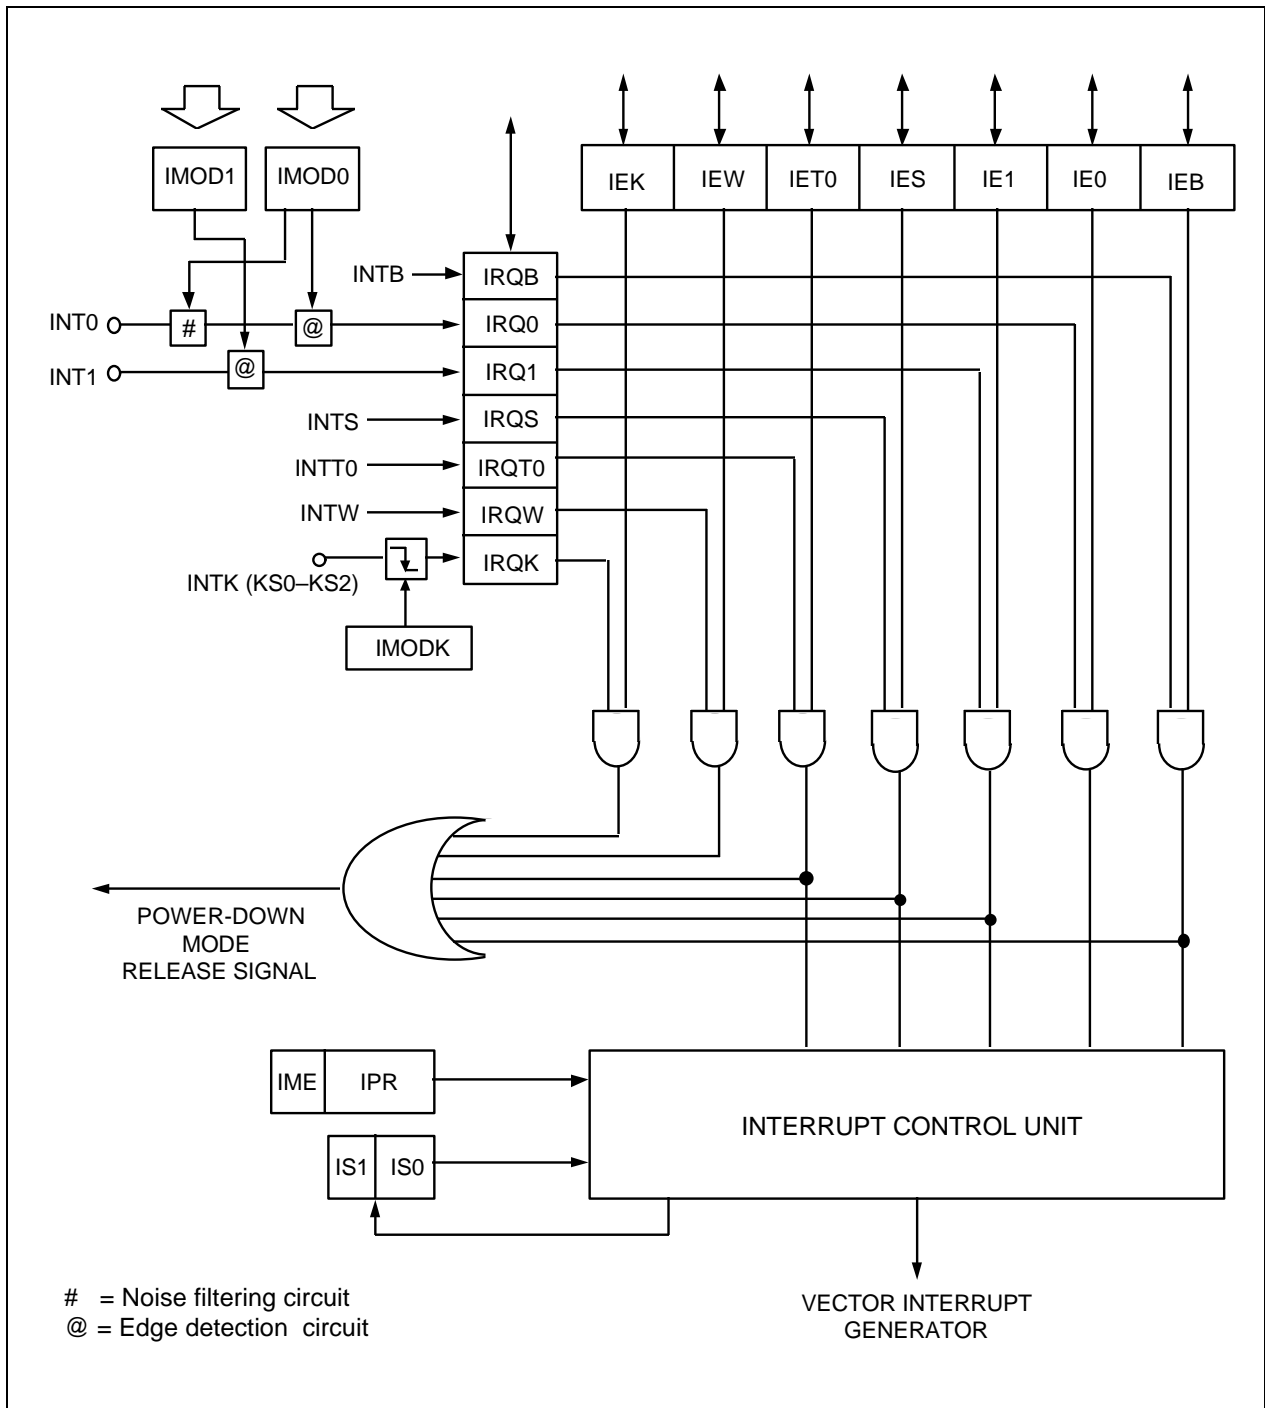 IMOD1 IMOD0
IEK IEW IET0 IES IE1 IE0 IEB
INTB IRQB
INT0 # @ IRQ0
INT1 @ IRQ1
INTS IRQS
INTT0 IRQT0
INTW IRQW
IRQK
INTK (KS0–KS2)
IMODK
POWER-DOWN
MODE
RELEASE SIGNAL
IME IPR
INTERRUPT CONTROL UNIT
IS1 IS0
# = Noise filtering circuit
@ = Edge detection circuit
VECTOR INTERRUPT
GENERATOR